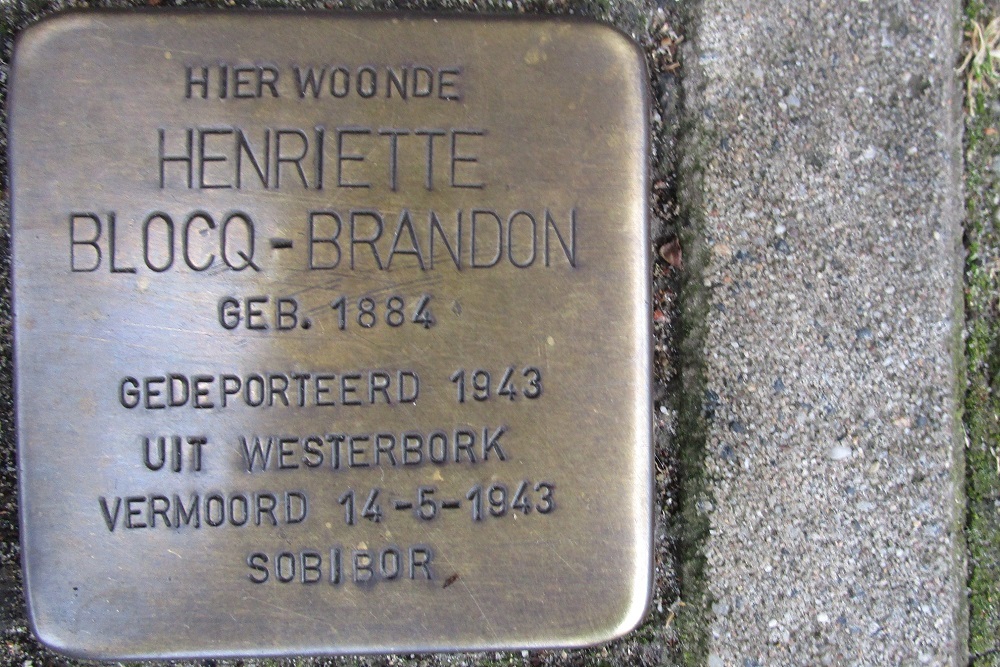 HIER WOONDE
HENRIETTE
BLOCQ-BRANDON
GEB. 1884
GEDEPORTEERD 1943
UIT WESTERBORK
VERMOORD 14-5-1943
SOBIBOR